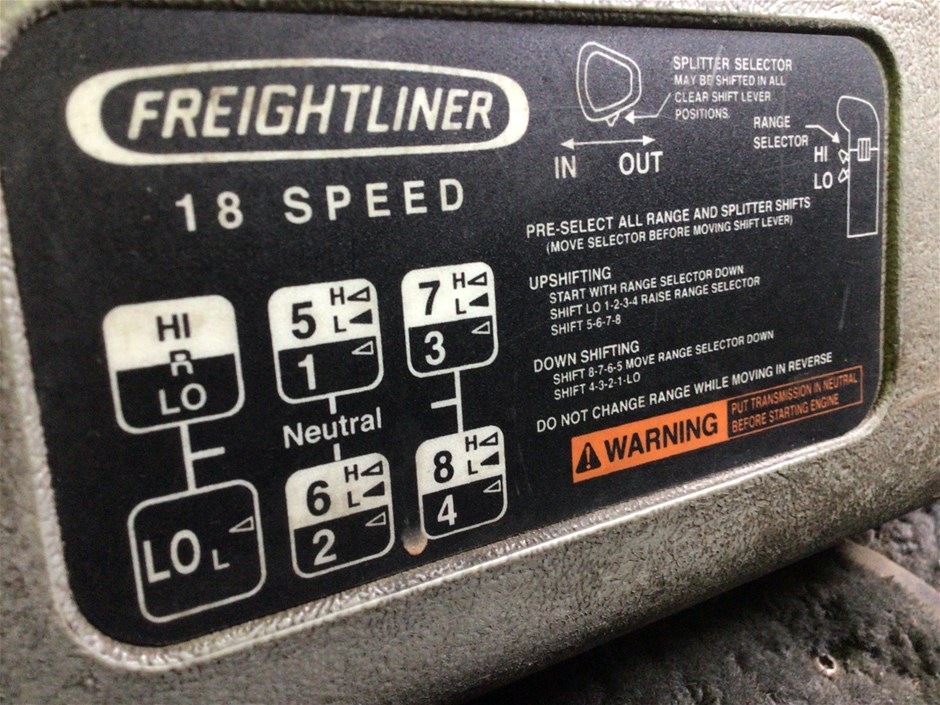 FREIGHTLINER
18 SPEED
SPLITTER SELECTOR
MAY BE SHIFTED IN ALL
CLEAR SHIFT LEVER
POSITIONS.
IN OUT
RANGE
SELECTOR
HI
LO
PRE-SELECT ALL RANGE AND SPLITTER SHIFTS
(MOVE SELECTOR BEFORE MOVING SHIFT LEVER)
UPSHIFTING
START WITH RANGE SELECTOR DOWN
SHIFT LO 1-2-3-4 RAISE RANGE SELECTOR
SHIFT 5-6-7-8
DOWN SHIFTING
SHIFT 8-7-6-5 MOVE RANGE SELECTOR DOWN
SHIFT 4-3-2-1-LO
DO NOT CHANGE RANGE WHILE MOVING IN REVERSE
WARNING
PUT TRANSMISSION IN NEUTRAL
BEFORE STARTING ENGINE
HI
R
LO
5 H
L
1
7 H
L
3
Neutral
LO L
6 H
L
2
8 H
L
4